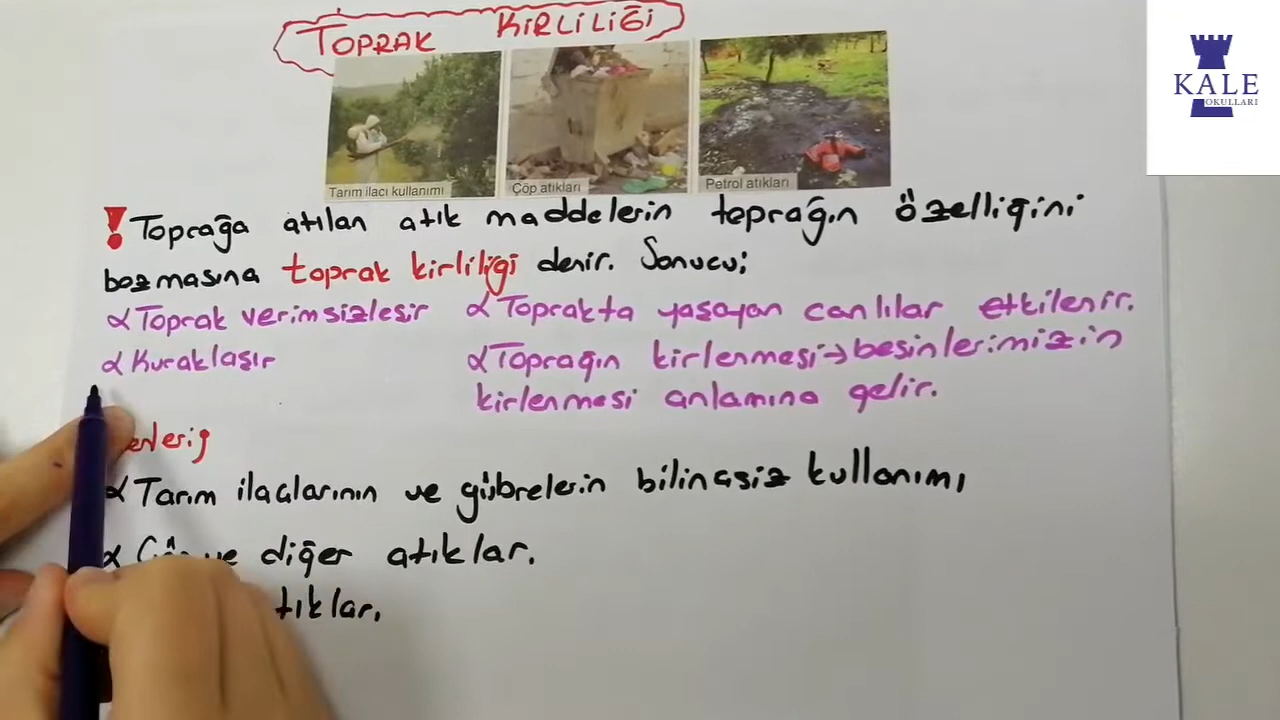 TOPRAK KİRLİLİĞİ
KALE
OKULLARI
Tarım ilacı kullanımı
Çöp atıkları
Petrol atıkları
! Toprağa atılan atık maddelerin toprağın özelliğini
bozmasına toprak kirliliği denir. Sonucu;
α Toprak verimsizleşir
α Toprakta yaşayan canlılar etkilenir.
α Kuraklaşır
α Toprağın kirlenmesi → besinlerimizin
kirlenmesi anlamına gelir.
α Tarım ilaçlarının ve gübrelerin bilinçsiz kullanımı,
α ve diğer atıklar.